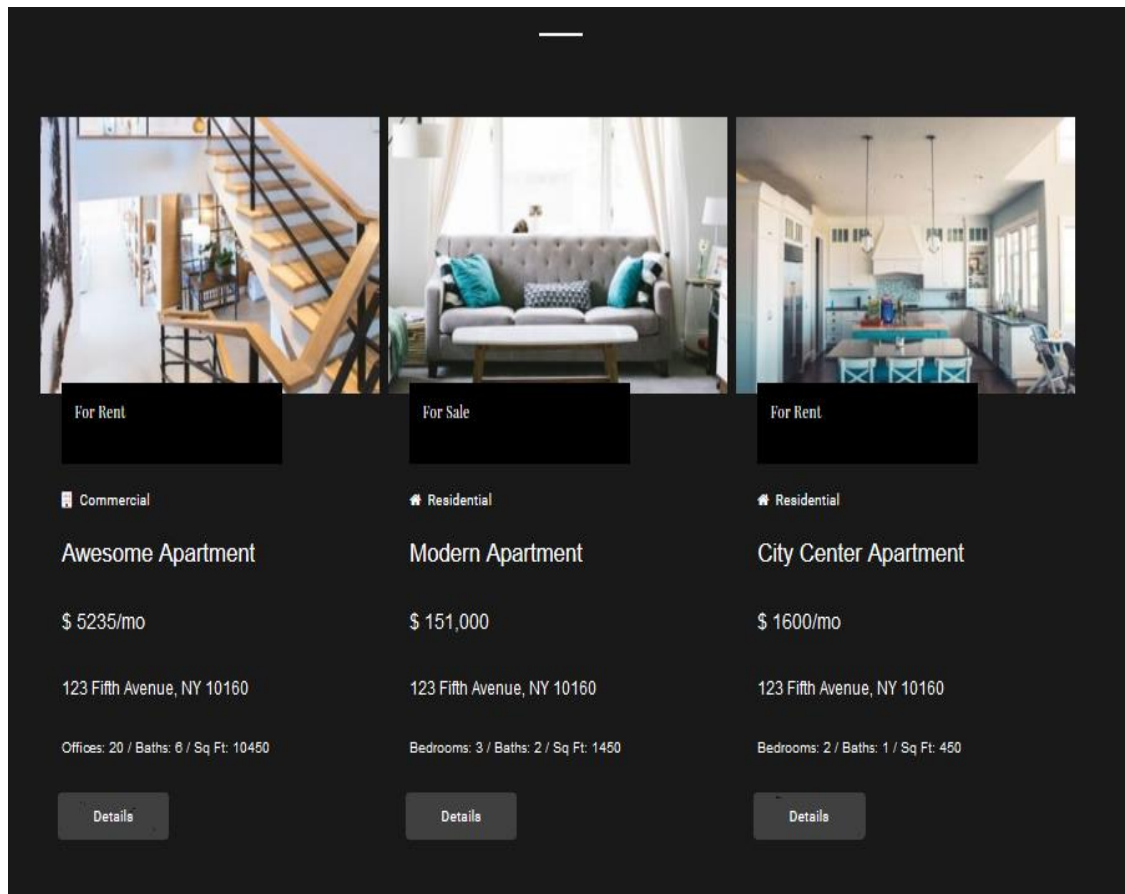 For Rent
Commercial
Awesome Apartment
$ 5235/mo
123 Fifth Avenue, NY 10160
Offices: 20 / Baths: 6 / Sq Ft: 10450
Details
For Sale
Residential
Modern Apartment
$ 151,000
123 Fifth Avenue, NY 10160
Bedrooms: 3 / Baths: 2 / Sq Ft: 1450
Details
For Rent
Residential
City Center Apartment
$ 1600/mo
123 Fifth Avenue, NY 10160
Bedrooms: 2 / Baths: 1 / Sq Ft: 450
Details